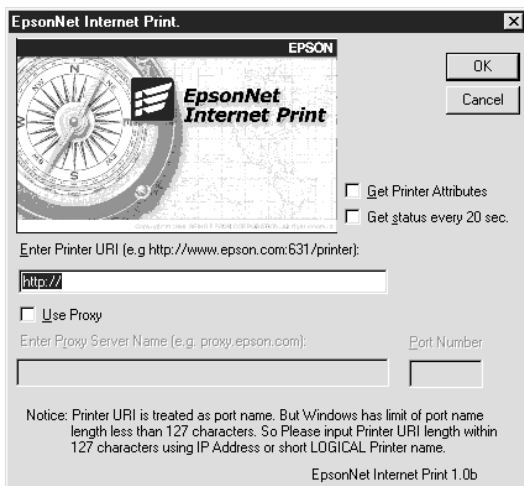 EpsonNet Internet Print.
EPSON
EpsonNet
Internet Print
N
W
S
OK
Cancel
Get Printer Attributes
Get status every 20 sec.
Enter Printer URI (e.g http://www.epson.com:631/printer):
http://
Use Proxy
Enter Proxy Server Name (e.g. proxy.epson.com):
Port Number
Notice: Printer URI is treated as port name. But Windows has limit of port name
length less than 127 characters. So Please input Printer URI length within
127 characters using IP Address or short LOGICAL Printer name.
EpsonNet Internet Print 1.0b